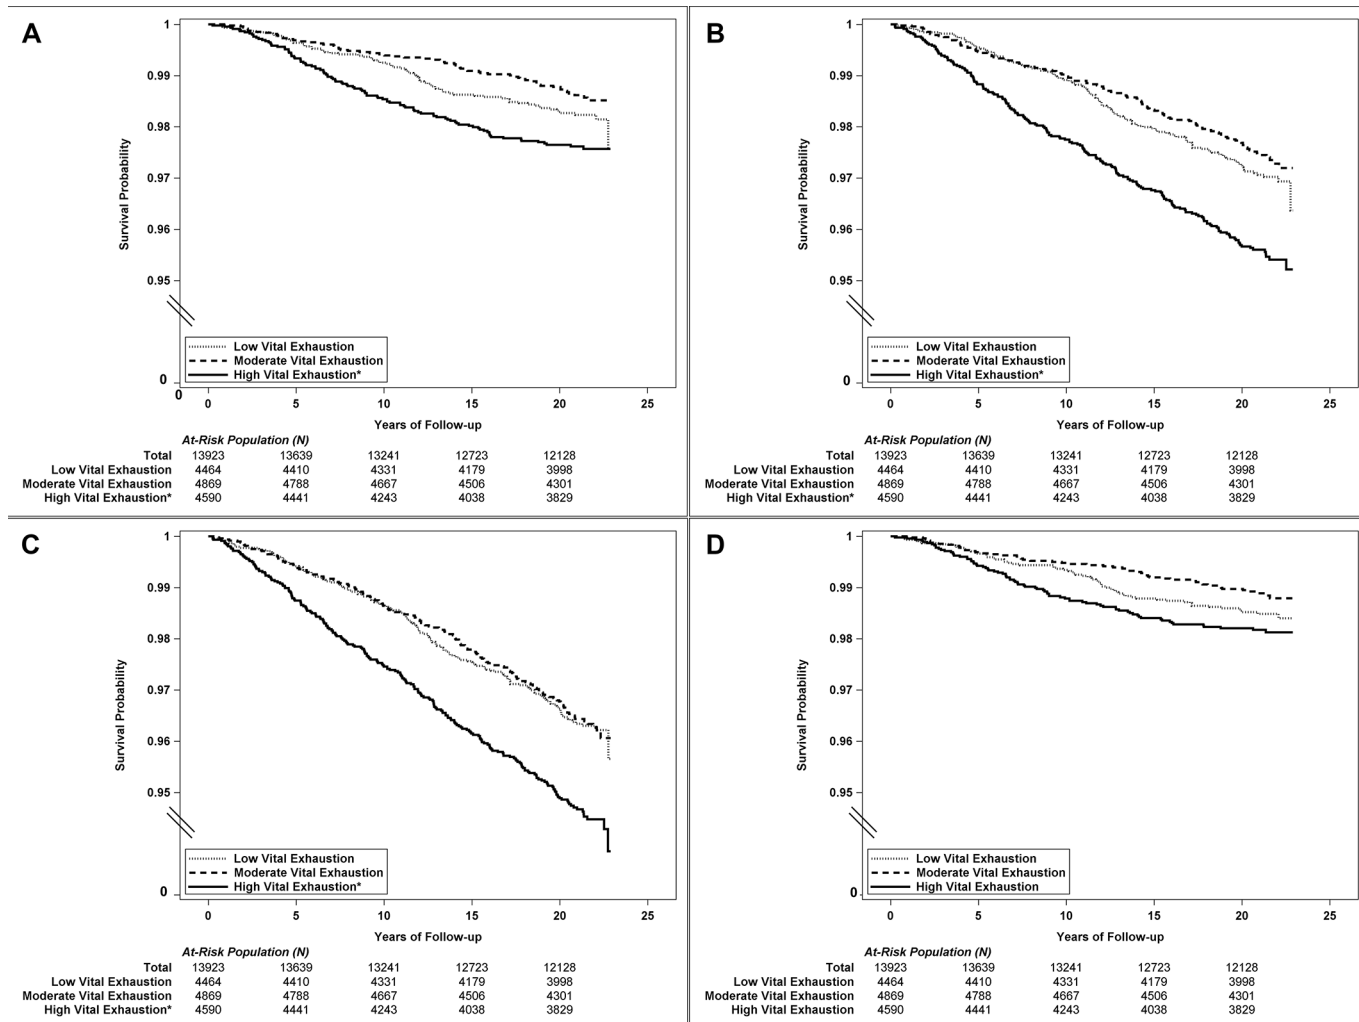 A
1
0.99
0.98
0.97
0.96
0.95
0
0
Survival Probability
Low Vital Exhaustion
Moderate Vital Exhaustion
High Vital Exhaustion*
0 5 10 15 20 25
Years of Follow-up
At-Risk Population (N)
Total 13923 13639 13241 12723 12128
Low Vital Exhaustion 4464 4410 4331 4179 3998
Moderate Vital Exhaustion 4869 4788 4667 4506 4301
High Vital Exhaustion* 4590 4441 4243 4038 3829
B
1
0.99
0.98
0.97
0.96
0.95
0
Survival Probability
Low Vital Exhaustion
Moderate Vital Exhaustion
High Vital Exhaustion*
0 5 10 15 20 25
Years of Follow-up
At-Risk Population (N)
Total 13923 13639 13241 12723 12128
Low Vital Exhaustion 4464 4410 4331 4179 3998
Moderate Vital Exhaustion 4869 4788 4667 4506 4301
High Vital Exhaustion* 4590 4441 4243 4038 3829
C
1
0.99
0.98
0.97
0.96
0.95
0
Survival Probability
Low Vital Exhaustion
Moderate Vital Exhaustion
High Vital Exhaustion*
0 5 10 15 20 25
Years of Follow-up
At-Risk Population (N)
Total 13923 13639 13241 12723 12128
Low Vital Exhaustion 4464 4410 4331 4179 3998
Moderate Vital Exhaustion 4869 4788 4667 4506 4301
High Vital Exhaustion* 4590 4441 4243 4038 3829
D
1
0.99
0.98
0.97
0.96
0.95
0
Survival Probability
Low Vital Exhaustion
Moderate Vital Exhaustion
High Vital Exhaustion
0 5 10 15 20 25
Years of Follow-up
At-Risk Population (N)
Total 13923 13639 13241 12723 12128
Low Vital Exhaustion 4464 4410 4331 4179 3998
Moderate Vital Exhaustion 4869 4788 4667 4506 4301
High Vital Exhaustion 4590 4441 4243 4038 3829